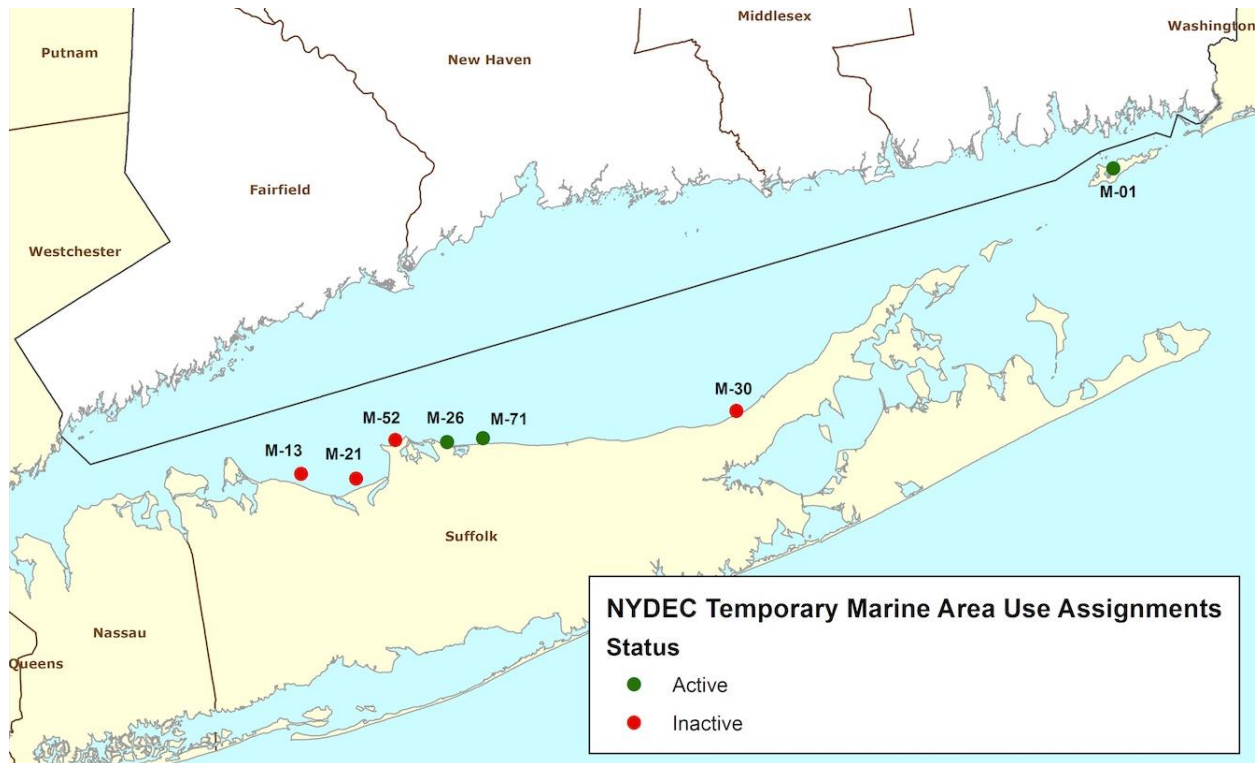 Middlesex
Washington
Putnam
New Haven
Fairfield
M-01
Westchester
M-30
M-52
M-26
M-71
M-13
M-21
Suffolk
Nassau
Queens
NYDEC Temporary Marine Area Use Assignments
Status
Active
Inactive